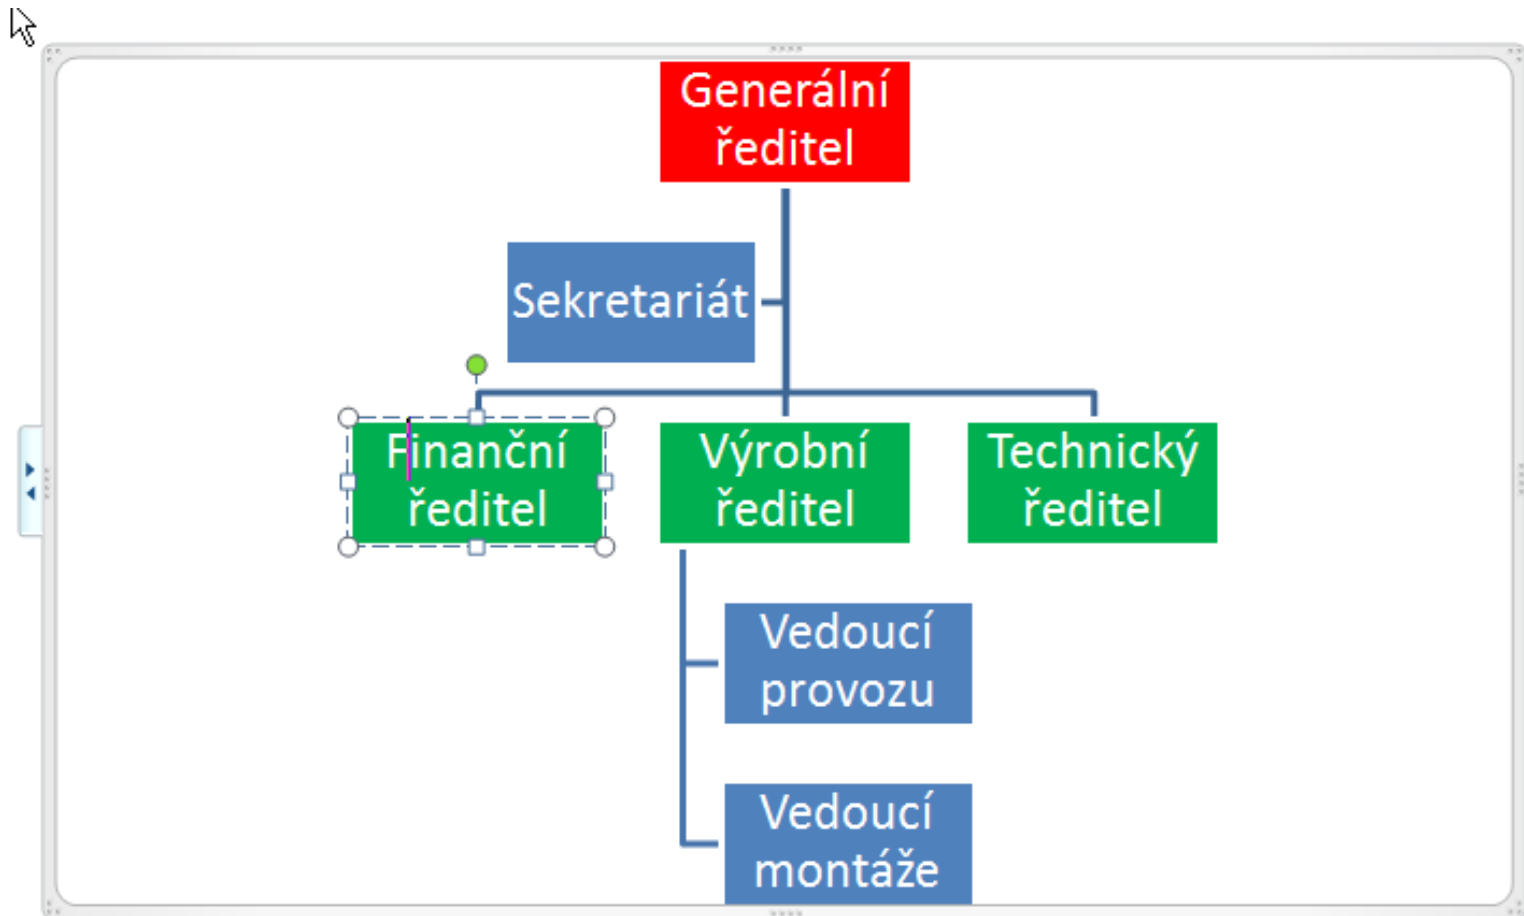 Generální
ředitel
Sekretariát
Finanční
ředitel
Výrobní
ředitel
Technický
ředitel
Vedoucí
provozu
Vedoucí
montáže